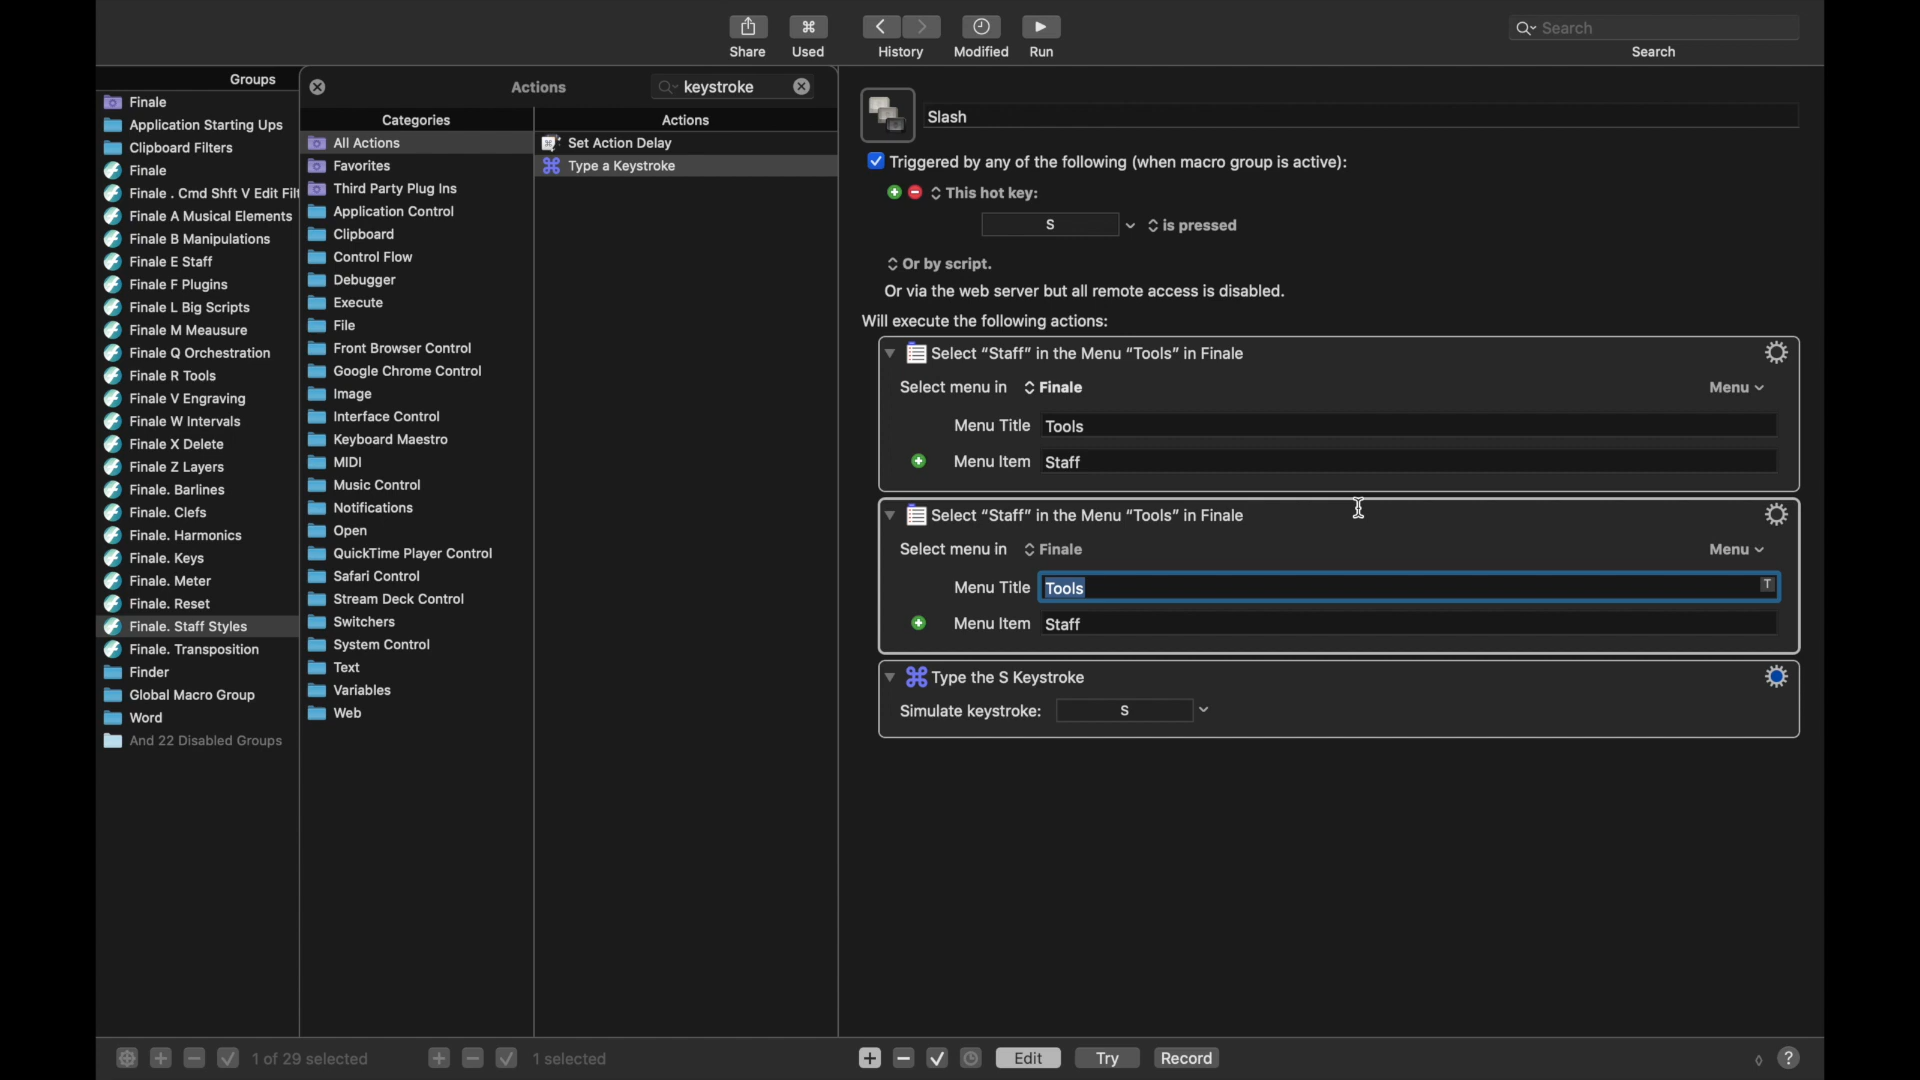 Share
Used
History
Modified
Run
Search
Search
Groups
Finale
Application Starting Ups
Clipboard Filters
Finale
Finale . Cmd Shft V Edit Filt
Finale A Musical Elements
Finale B Manipulations
Finale E Staff
Finale F Plugins
Finale L Big Scripts
Finale M Meausure
Finale Q Orchestration
Finale R Tools
Finale V Engraving
Finale W Intervals
Finale X Delete
Finale Z Layers
Finale. Barlines
Finale. Clefs
Finale. Harmonics
Finale. Keys
Finale. Meter
Finale. Reset
Finale. Staff Styles
Finale. Transposition
Finder
Global Macro Group
Word
And 22 Disabled Groups
Actions
keystroke
Categories
All Actions
Favorites
Third Party Plug Ins
Application Control
Clipboard
Control Flow
Debugger
Execute
File
Front Browser Control
Google Chrome Control
Image
Interface Control
Keyboard Maestro
MIDI
Music Control
Notifications
Open
QuickTime Player Control
Safari Control
Stream Deck Control
Switchers
System Control
Text
Variables
Web
Actions
Set Action Delay
Type a Keystroke
Slash
Triggered by any of the following (when macro group is active):
This hot key:
S
is pressed
Or by script.
Or via the web server but all remote access is disabled.
Will execute the following actions:
Select “Staff” in the Menu “Tools” in Finale
Select menu in Finale Menu
Menu Title Tools
Menu Item Staff
Select “Staff” in the Menu “Tools” in Finale
Select menu in Finale Menu
Menu Title Tools T
Menu Item Staff
Type the S Keystroke
Simulate keystroke: S
1 of 29 selected
1 selected
Edit
Try
Record
?